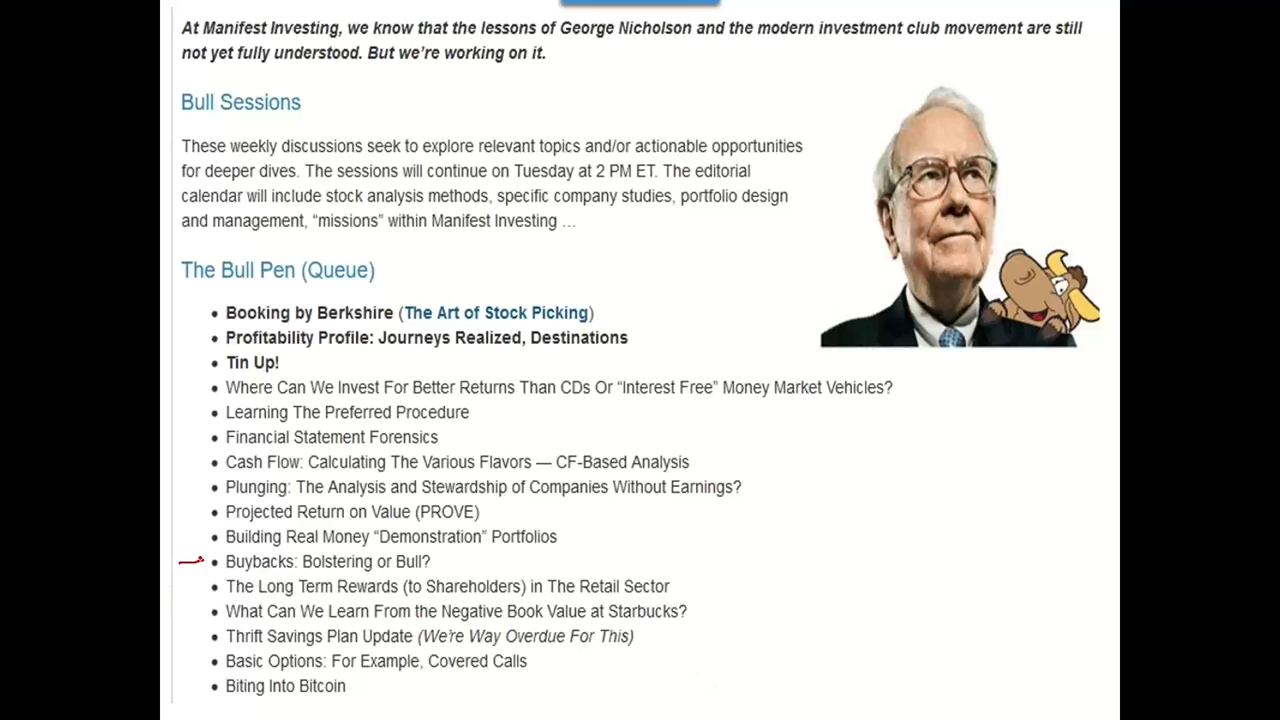 At Manifest Investing, we know that the lessons of George Nicholson and the modern investment club movement are still
not yet fully understood. But we’re working on it.
Bull Sessions
These weekly discussions seek to explore relevant topics and/or actionable opportunities
for deeper dives. The sessions will continue on Tuesday at 2 PM ET. The editorial
calendar will include stock analysis methods, specific company studies, portfolio design
and management, “missions” within Manifest Investing …
The Bull Pen (Queue)
• Booking by Berkshire (The Art of Stock Picking)
• Profitability Profile: Journeys Realized, Destinations
• Tin Up!
• Where Can We Invest For Better Returns Than CDs Or “Interest Free” Money Market Vehicles?
• Learning The Preferred Procedure
• Financial Statement Forensics
• Cash Flow: Calculating The Various Flavors — CF-Based Analysis
• Plunging: The Analysis and Stewardship of Companies Without Earnings?
• Projected Return on Value (PROVE)
• Building Real Money “Demonstration” Portfolios
• Buybacks: Bolstering or Bull?
• The Long Term Rewards (to Shareholders) in The Retail Sector
• What Can We Learn From the Negative Book Value at Starbucks?
• Thrift Savings Plan Update (We’re Way Overdue For This)
• Basic Options: For Example, Covered Calls
• Biting Into Bitcoin